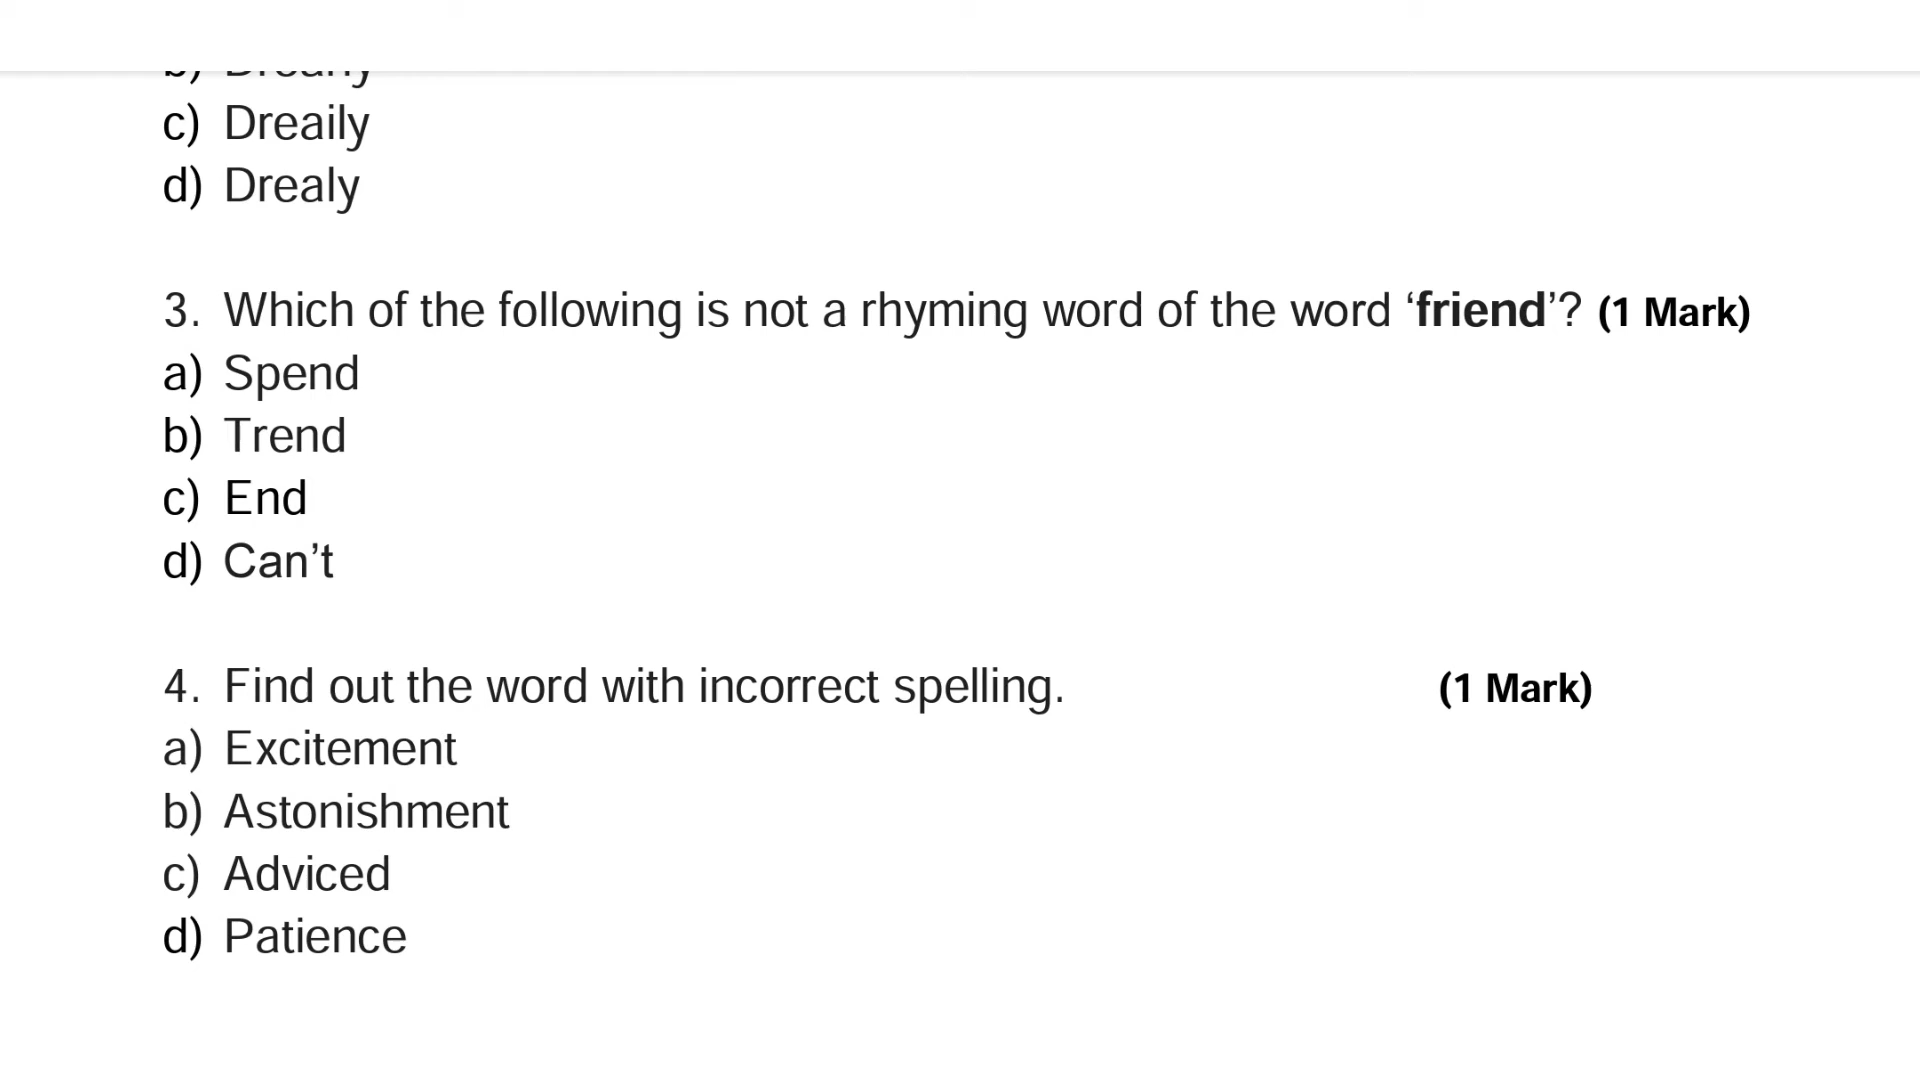 c) Dreaily
d) Drealy
3. Which of the following is not a rhyming word of the word ‘friend’? (1 Mark)
a) Spend
b) Trend
c) End
d) Can’t
4. Find out the word with incorrect spelling. (1 Mark)
a) Excitement
b) Astonishment
c) Adviced
d) Patience